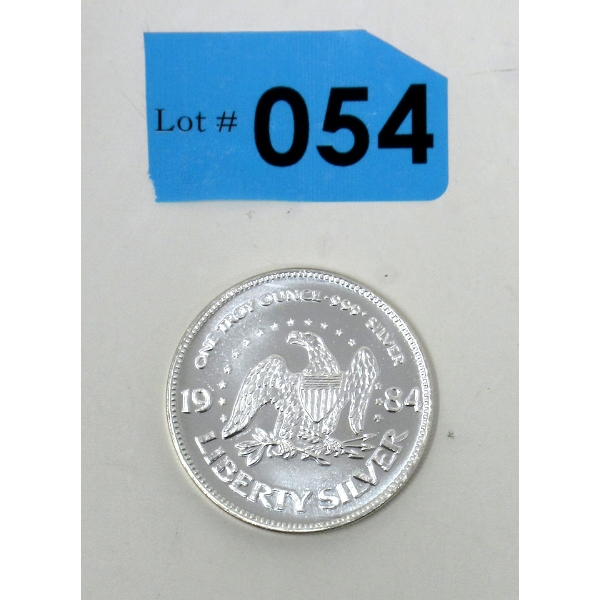 Lot # 054
ONE TROY OUNCE .999 SILVER
19 84
LIBERTY SILVER